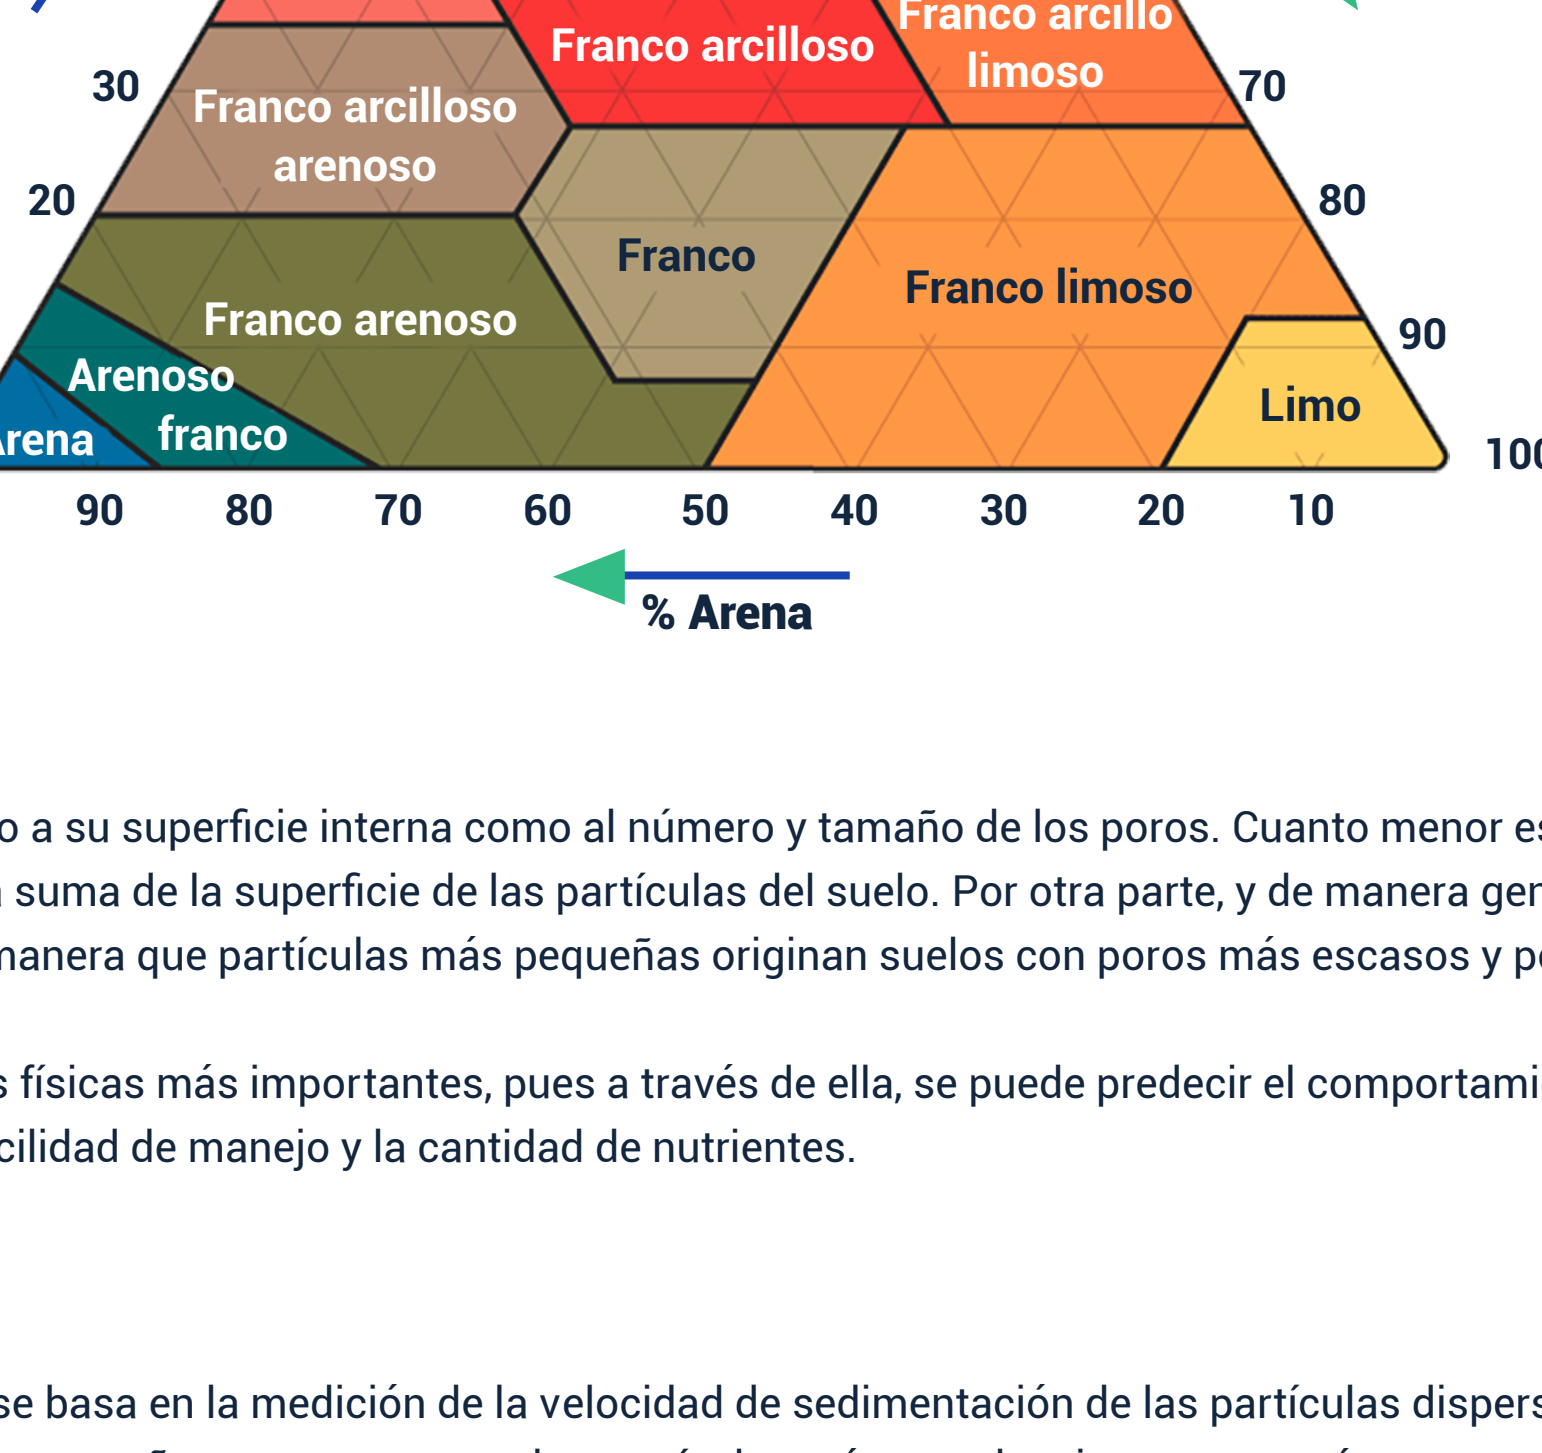 Franco arcillo
limoso
Franco arcilloso
30
70
Franco arcilloso
arenoso
20
80
Franco
Franco limoso
Franco arenoso
90
Arenoso
franco
Limo
Arena
100
90 80 70 60 50 40 30 20 10
% Arena
o a su superficie interna como al número y tamaño de los poros. Cuanto menor es
a suma de la superficie de las partículas del suelo. Por otra parte, y de manera gen
manera que partículas más pequeñas originan suelos con poros más escasos y pe
s físicas más importantes, pues a través de ella, se puede predecir el comportami
cilidad de manejo y la cantidad de nutrientes.
se basa en la medición de la velocidad de sedimentación de las partículas dispers